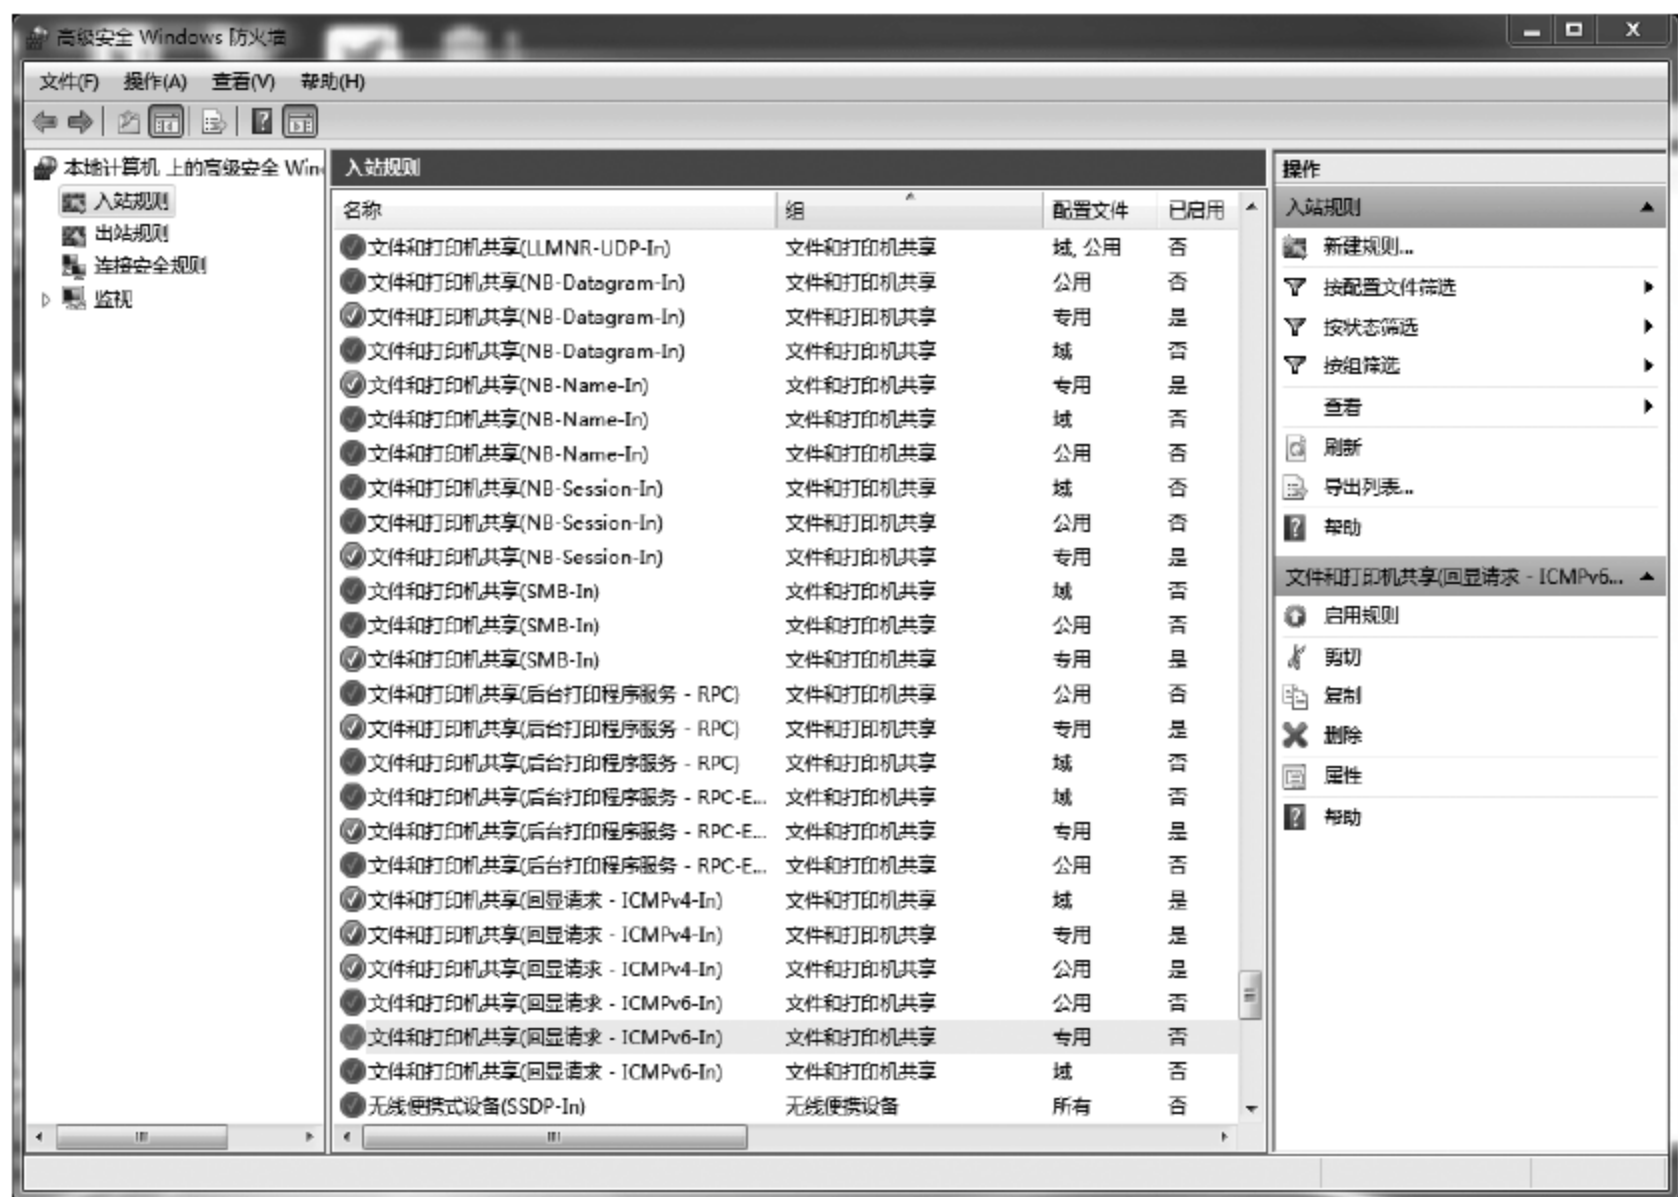 高级安全 Windows 防火墙
文件(F) 操作(A) 查看(V) 帮助(H)
本地计算机 上的高级安全 Win
入站规则
出站规则
连接安全规则
监视
入站规则
名称 组 配置文件 已启用
文件和打印机共享(LLMNR-UDP-In) 文件和打印机共享 域, 公用 否
文件和打印机共享(NB-Datagram-In) 文件和打印机共享 公用 否
文件和打印机共享(NB-Datagram-In) 文件和打印机共享 专用 是
文件和打印机共享(NB-Datagram-In) 文件和打印机共享 域 否
文件和打印机共享(NB-Name-In) 文件和打印机共享 专用 是
文件和打印机共享(NB-Name-In) 文件和打印机共享 域 否
文件和打印机共享(NB-Name-In) 文件和打印机共享 公用 否
文件和打印机共享(NB-Session-In) 文件和打印机共享 域 否
文件和打印机共享(NB-Session-In) 文件和打印机共享 公用 否
文件和打印机共享(NB-Session-In) 文件和打印机共享 专用 是
文件和打印机共享(SMB-In) 文件和打印机共享 域 否
文件和打印机共享(SMB-In) 文件和打印机共享 公用 否
文件和打印机共享(SMB-In) 文件和打印机共享 专用 是
文件和打印机共享(后台打印程序服务 - RPC) 文件和打印机共享 公用 否
文件和打印机共享(后台打印程序服务 - RPC) 文件和打印机共享 专用 是
文件和打印机共享(后台打印程序服务 - RPC) 文件和打印机共享 域 否
文件和打印机共享(后台打印程序服务 - RPC-E... 文件和打印机共享 域 否
文件和打印机共享(后台打印程序服务 - RPC-E... 文件和打印机共享 专用 是
文件和打印机共享(后台打印程序服务 - RPC-E... 文件和打印机共享 公用 否
文件和打印机共享(回显请求 - ICMPv4-In) 文件和打印机共享 域 是
文件和打印机共享(回显请求 - ICMPv4-In) 文件和打印机共享 专用 是
文件和打印机共享(回显请求 - ICMPv4-In) 文件和打印机共享 公用 是
文件和打印机共享(回显请求 - ICMPv6-In) 文件和打印机共享 公用 否
文件和打印机共享(回显请求 - ICMPv6-In) 文件和打印机共享 专用 否
文件和打印机共享(回显请求 - ICMPv6-In) 文件和打印机共享 域 否
无线便携式设备(SSDP-In) 无线便携设备 所有 否
操作
入站规则
新建规则...
按配置文件筛选
按状态筛选
按组筛选
查看
刷新
导出列表...
帮助
文件和打印机共享(回显请求 - ICMPv6...
启用规则
剪切
复制
删除
属性
帮助